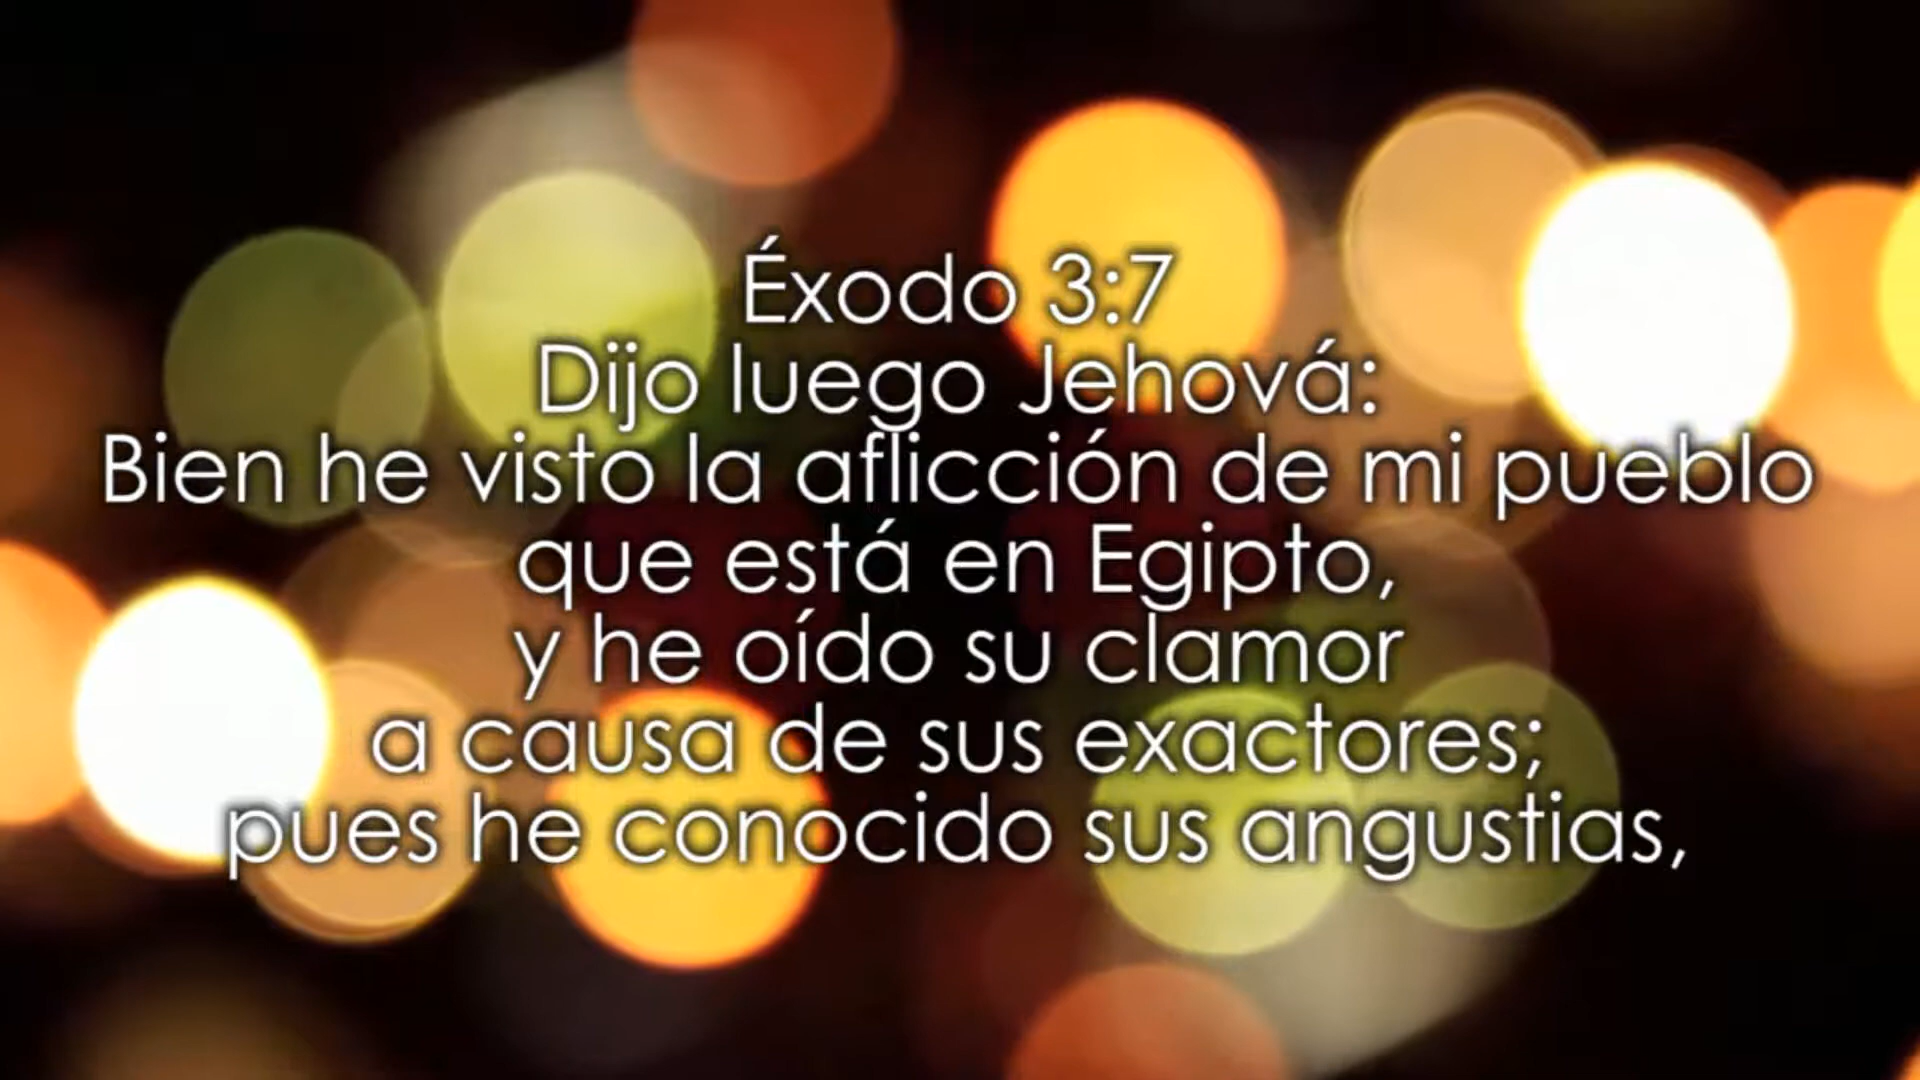 Éxodo 3:7
Dijo luego Jehová:
Bien he visto la aflicción de mi pueblo
que está en Egipto,
y he oído su clamor
a causa de sus exactores;
pues he conocido sus angustias,